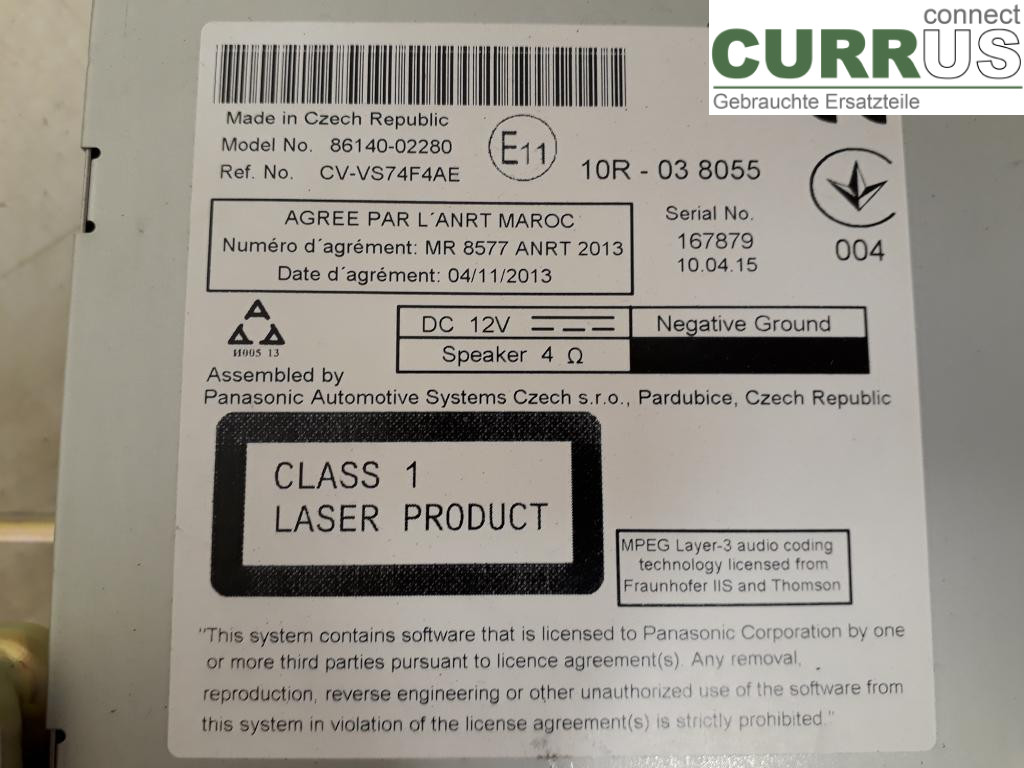 connect
CURRUS
Gebrauchte Ersatzteile
Made in Czech Republic
Model No. 86140-02280
Ref. No. CV-VS74F4AE
E11
10R - 03 8055
AGREE PAR L´ANRT MAROC
Numéro d´agrément: MR 8577 ANRT 2013
Date d´agrément: 04/11/2013
Serial No.
167879
10.04.15
004
И005 13
DC 12V
Negative Ground
Speaker 4 Ω
Assembled by
Panasonic Automotive Systems Czech s.r.o., Pardubice, Czech Republic
CLASS 1
LASER PRODUCT
MPEG Layer-3 audio coding
technology licensed from
Fraunhofer IIS and Thomson
"This system contains software that is licensed to Panasonic Corporation by one
or more third parties pursuant to licence agreement(s). Any removal,
reproduction, reverse engineering or other unauthorized use of the software from
this system in violation of the license agreement(s) is strictly prohibited."